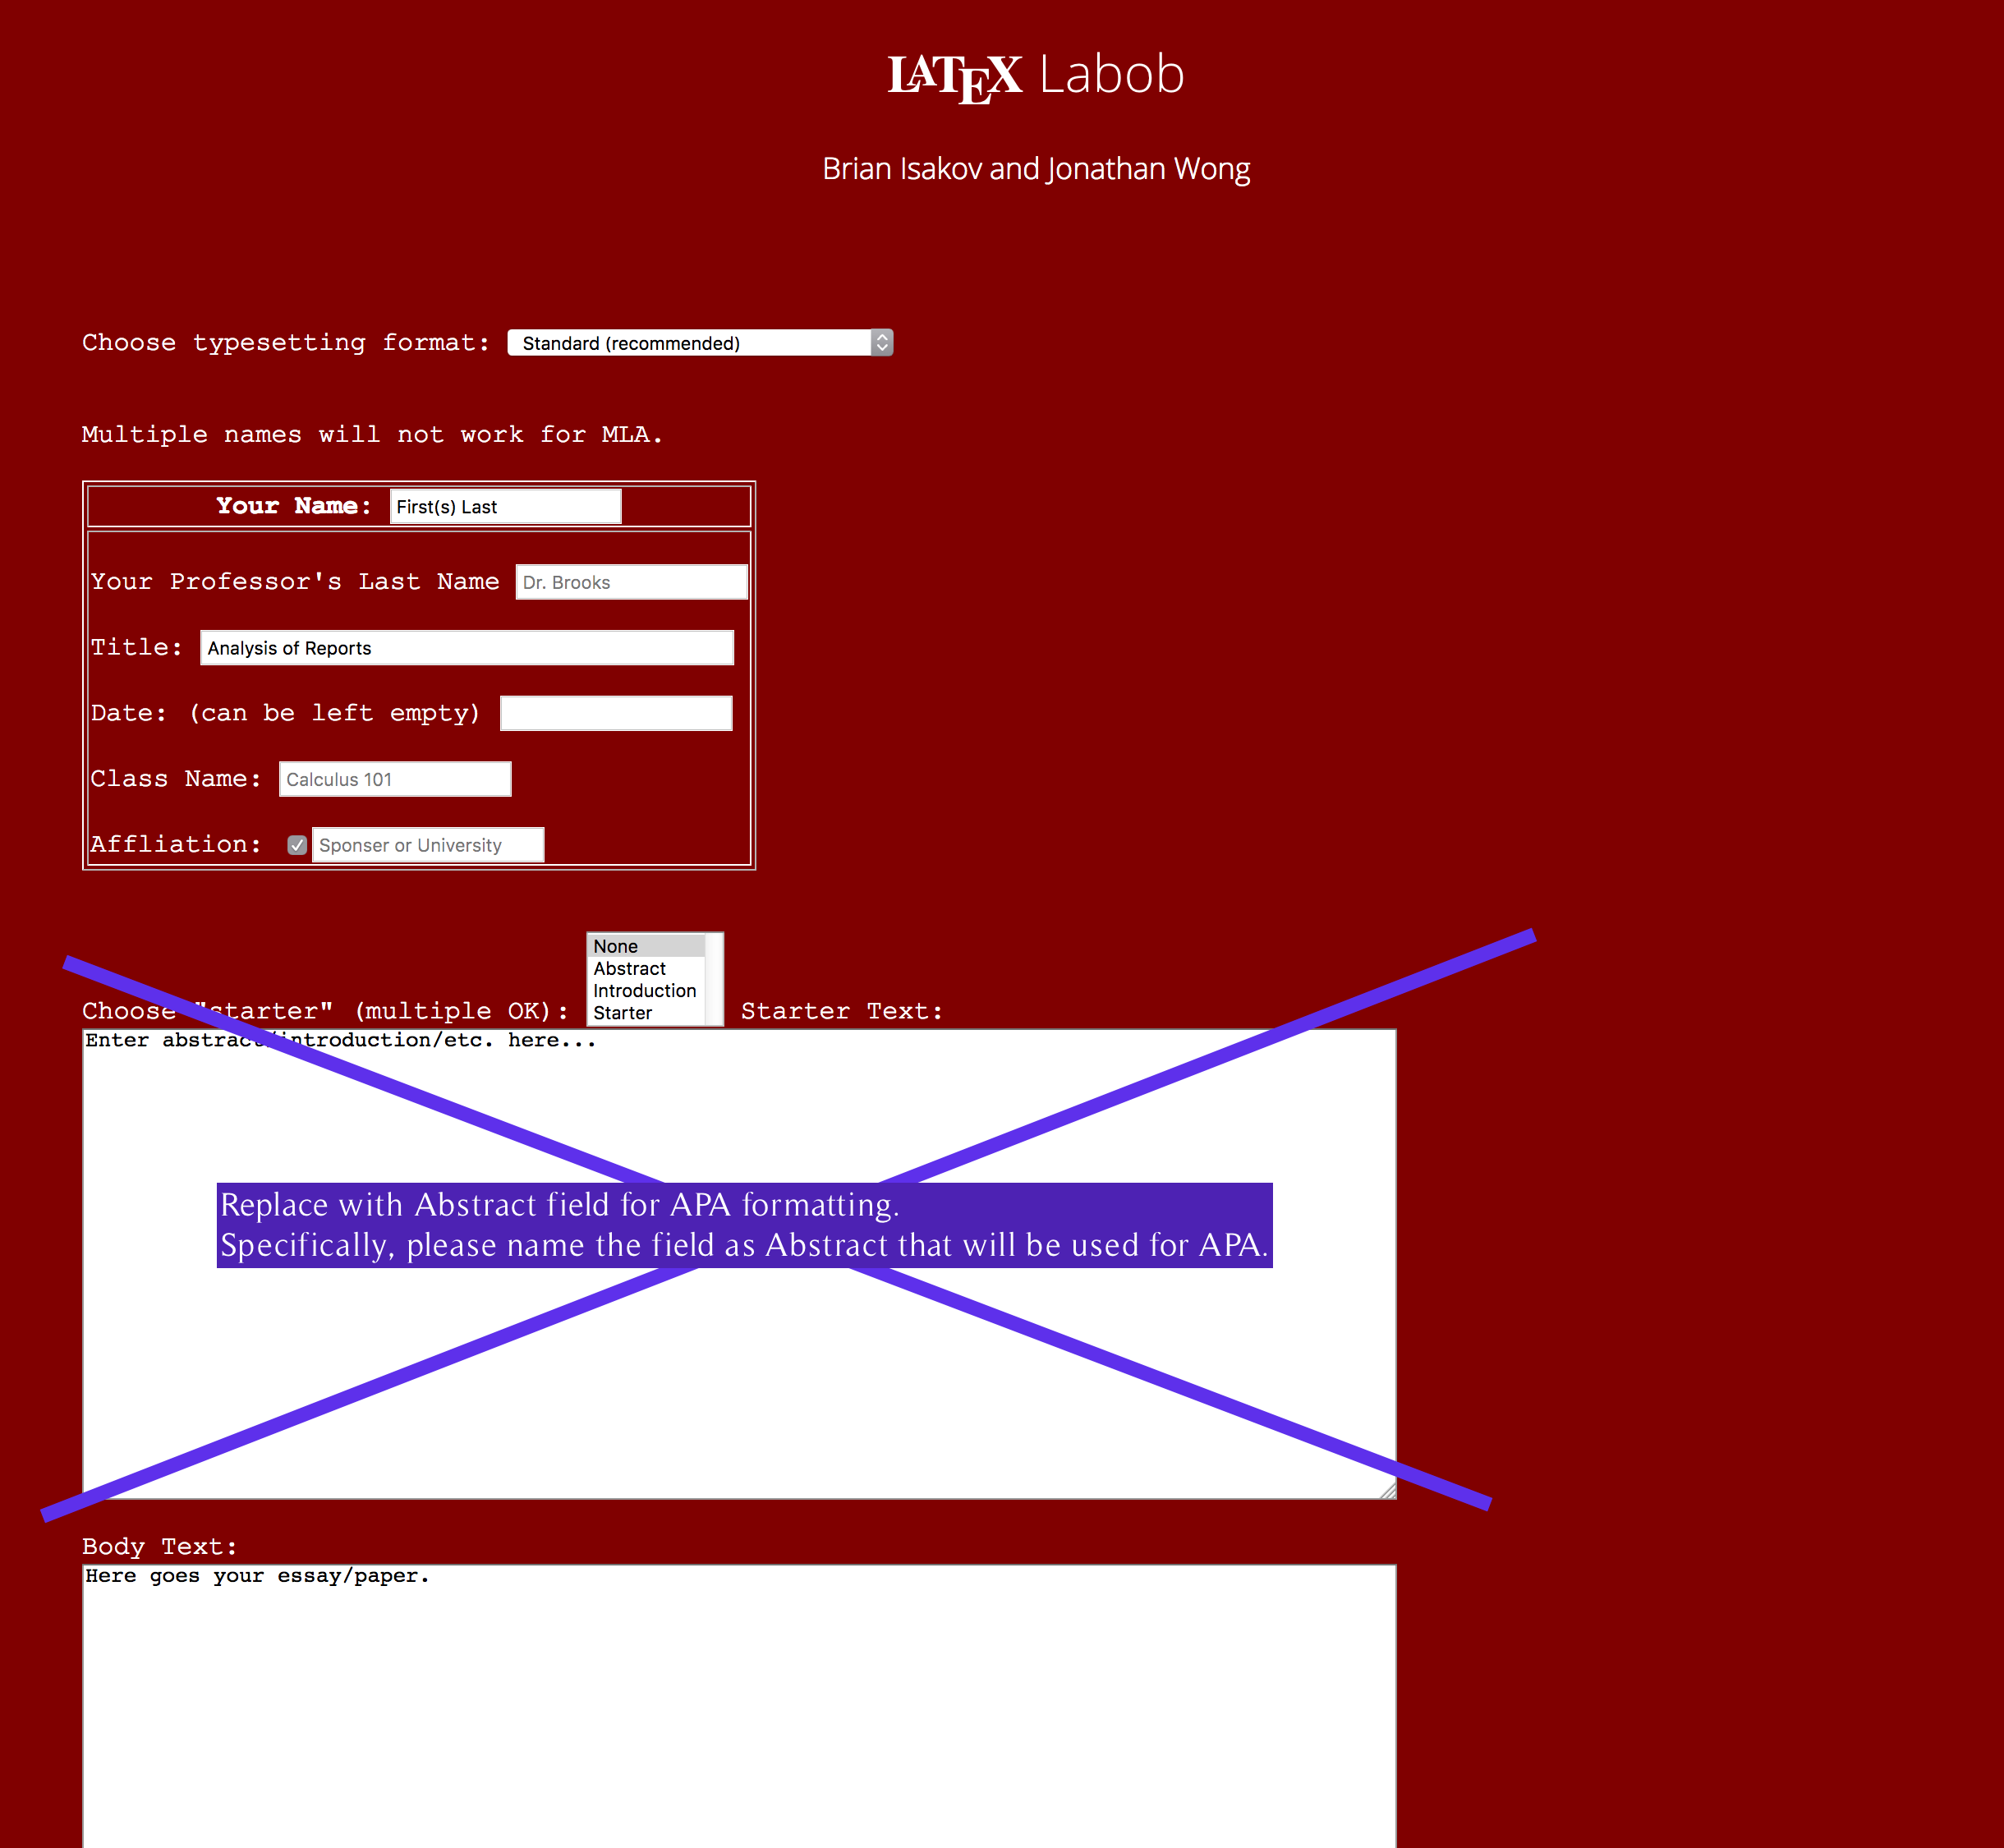 LATEX Labob
Brian Isakov and Jonathan Wong
Choose typesetting format: Standard (recommended)
Multiple names will not work for MLA.
Your Name: First(s) Last
Your Professor's Last Name Dr. Brooks
Title: Analysis of Reports
Date: (can be left empty)
Class Name: Calculus 101
Affliation: Sponser or University
None
Abstract
Introduction
Starter
Choose "starter" (multiple OK): Starter Text:
Enter abstract/introduction/etc. here...
Replace with Abstract field for APA formatting.
Specifically, please name the field as Abstract that will be used for APA.
Body Text:
Here goes your essay/paper.